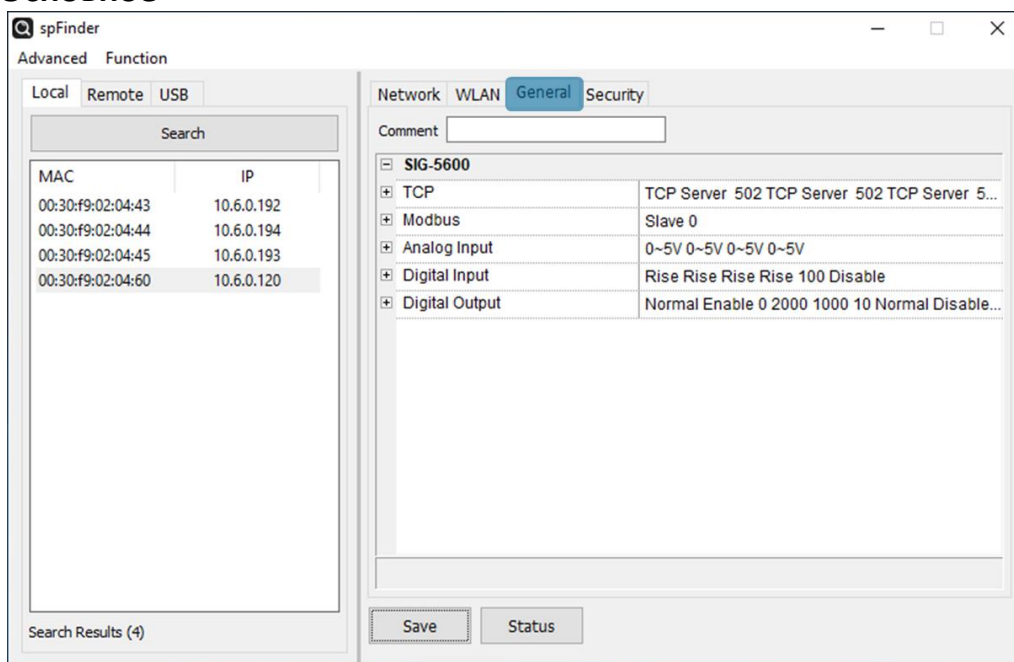 Основное
spFinder
Advanced Function
Local Remote USB
Search
MAC IP
00:30:f9:02:04:43 10.6.0.192
00:30:f9:02:04:44 10.6.0.194
00:30:f9:02:04:45 10.6.0.193
00:30:f9:02:04:60 10.6.0.120
Search Results (4)
Network WLAN General Security
Comment
SIG-5600
TCP TCP Server 502 TCP Server 502 TCP Server 5...
Modbus Slave 0
Analog Input 0~5V 0~5V 0~5V 0~5V
Digital Input Rise Rise Rise Rise 100 Disable
Digital Output Normal Enable 0 2000 1000 10 Normal Disable...
Save Status